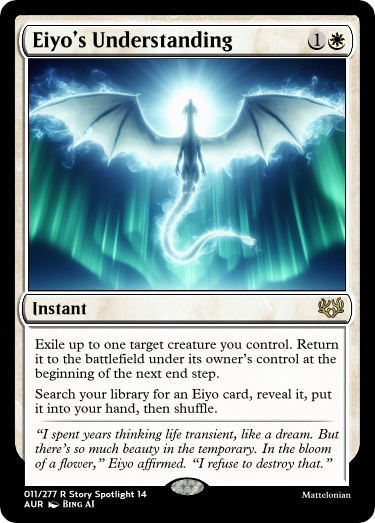 Eiyo's Understanding 1
Instant
Exile up to one target creature you control. Return
it to the battlefield under its owner's control at the
beginning of the next end step.
Search your library for an Eiyo card, reveal it, put
it into your hand, then shuffle.
"I spent years thinking life transient, like a dream. But
there's so much beauty in the temporary. In the bloom
of a flower," Eiyo affirmed. "I refuse to destroy that."
011/277 R Story Spotlight 14
AUR Bing AI
Mattelonian